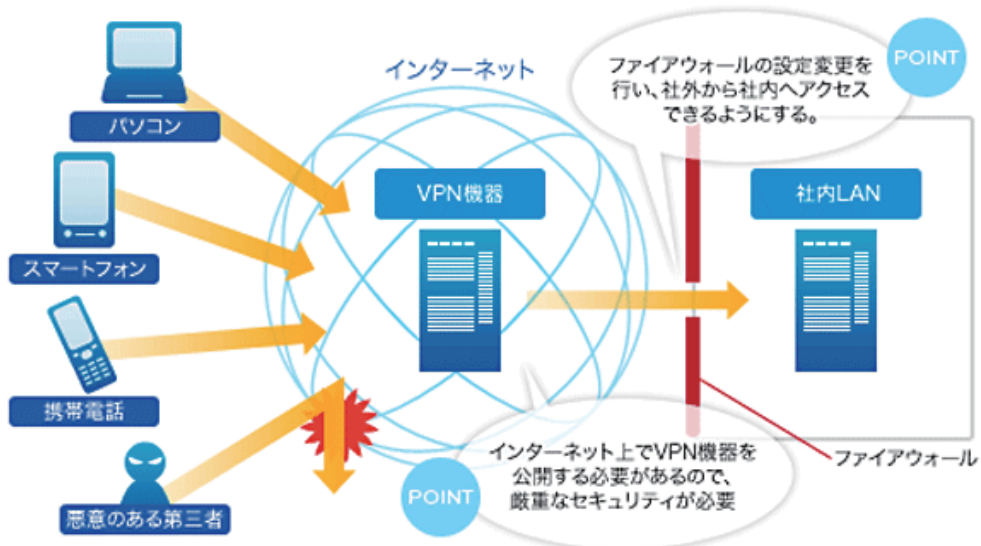 インターネット
ファイアウォールの設定変更を
行い、社外から社内へアクセス
できるようにする。
POINT
パソコン
VPN機器
社内LAN
スマートフォン
携帯電話
インターネット上でVPN機器を
公開する必要があるので、
厳重なセキュリティが必要
POINT
ファイアウォール
悪意のある第三者